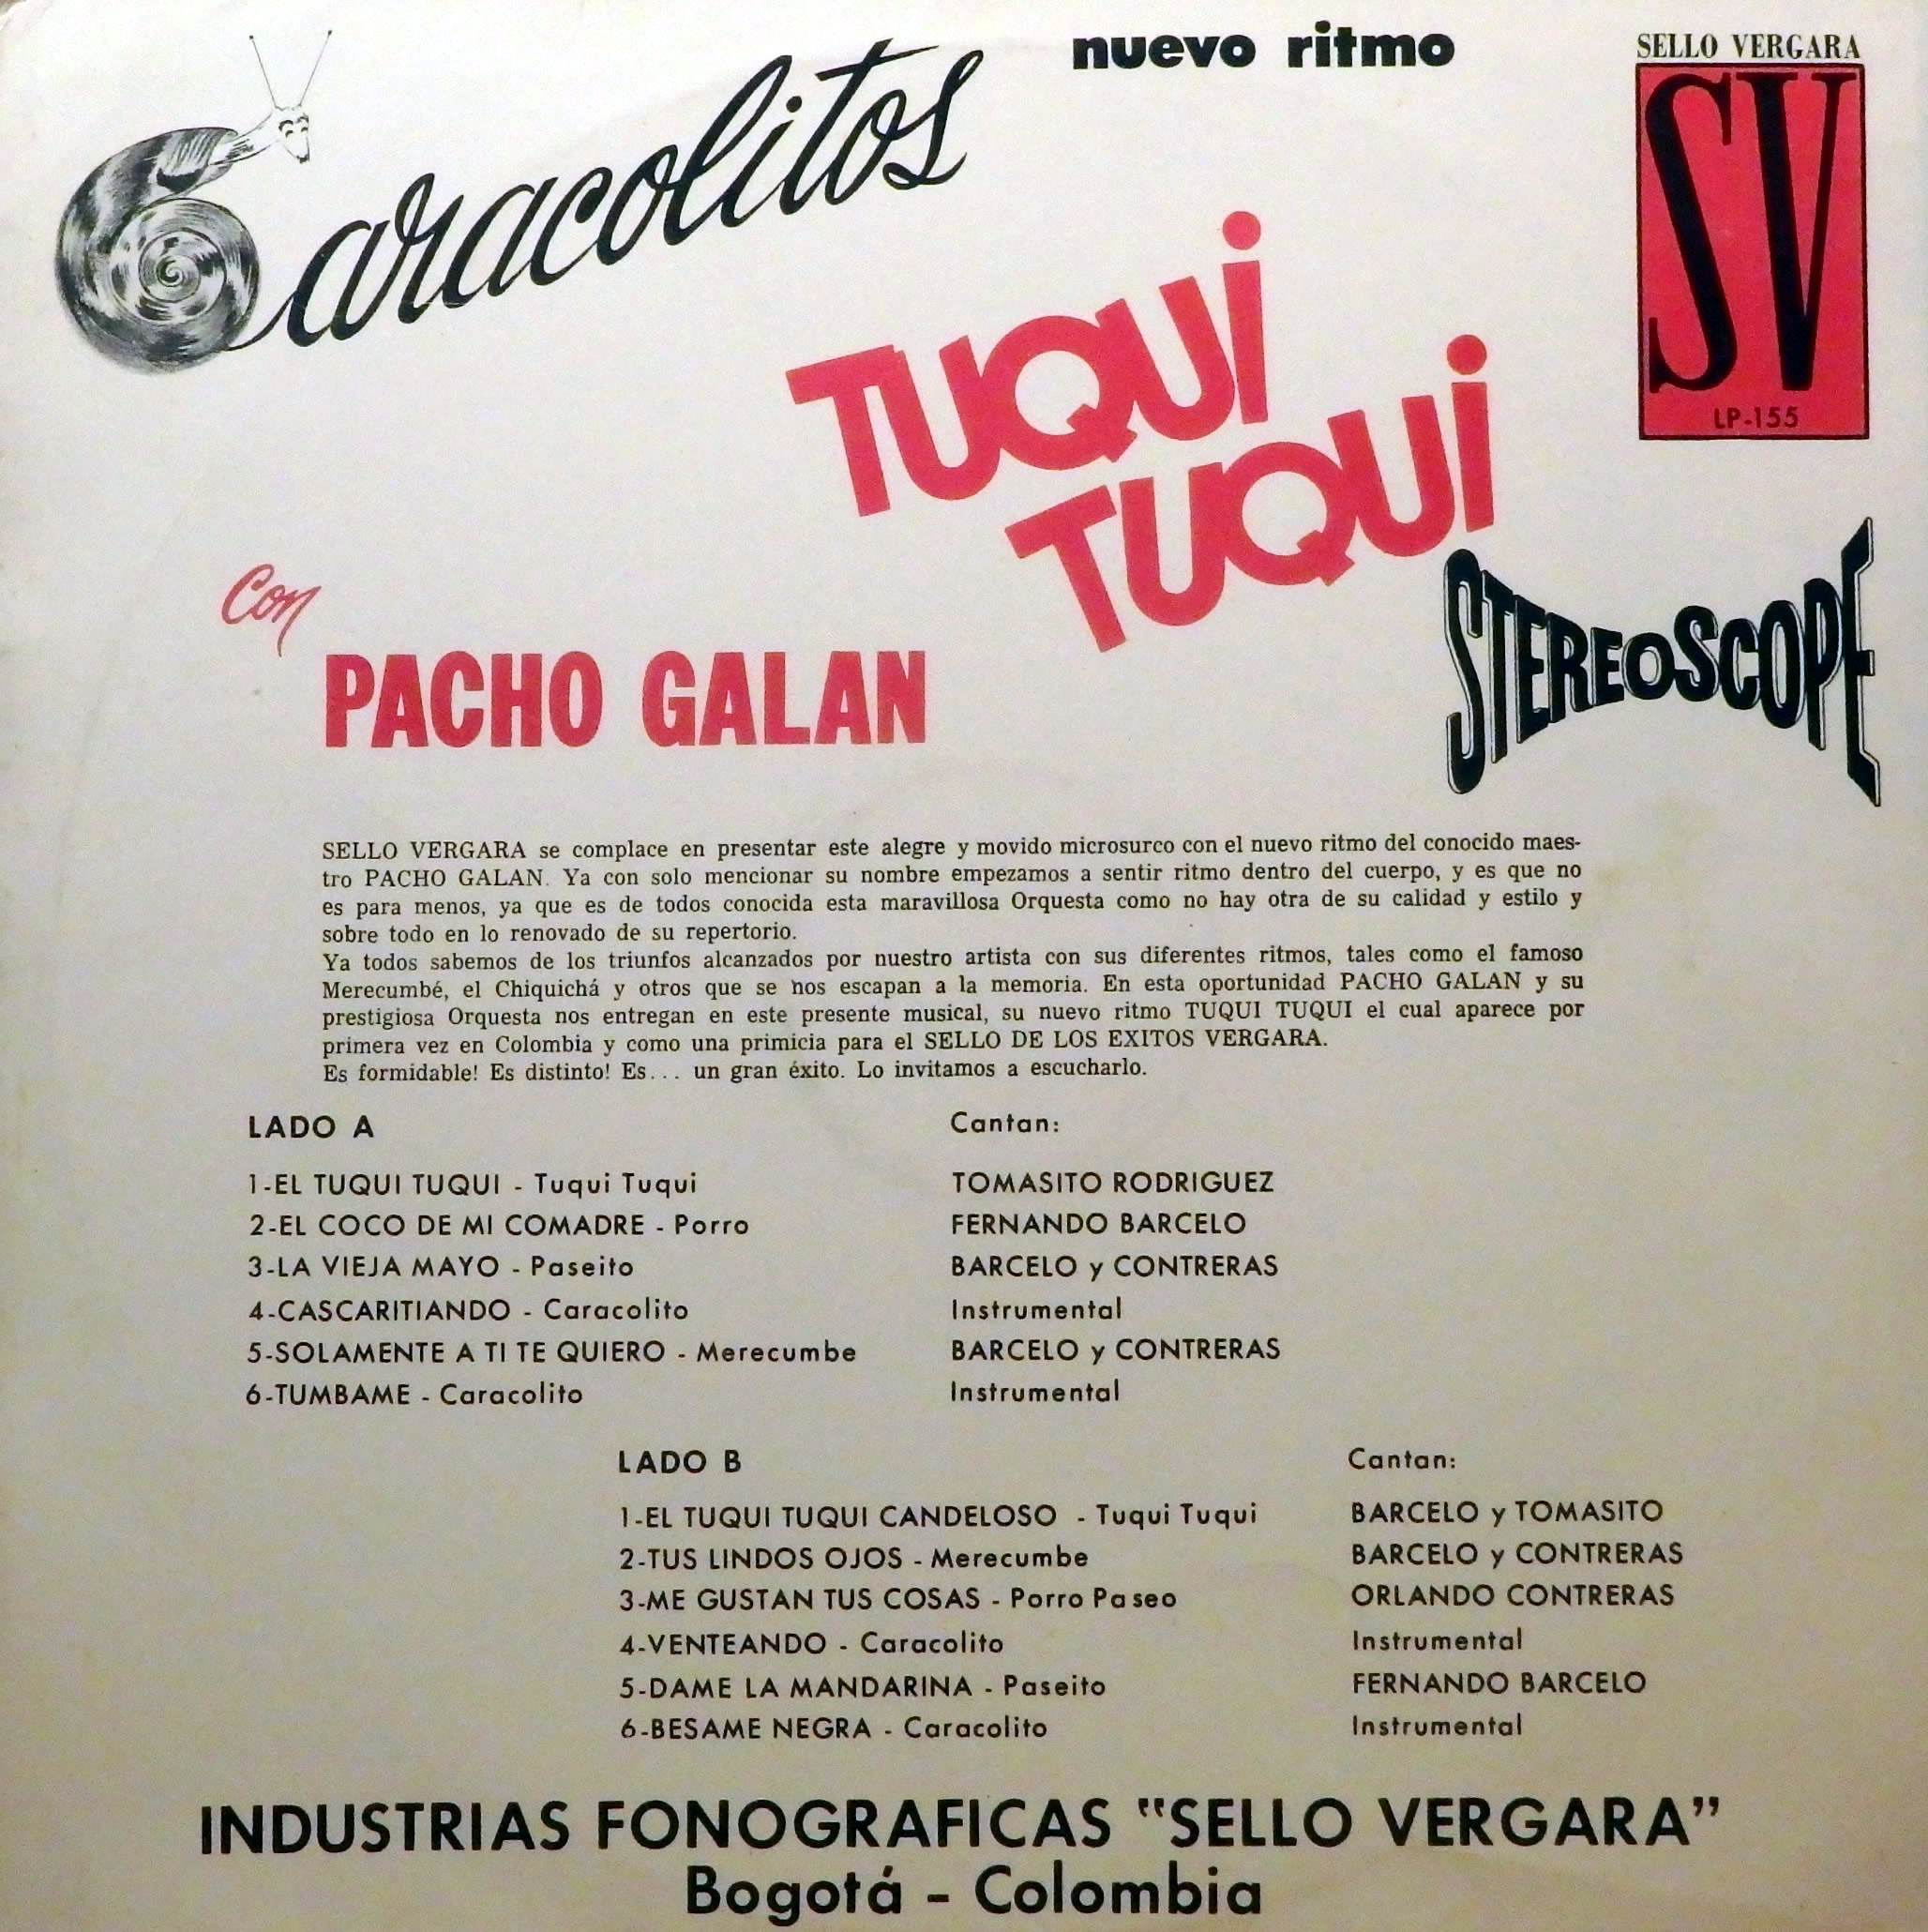 nuevo ritmo
SELLO VERGARA
SV
LP-155
Caracolitos
TUQUI
TUQUI
STEREOSCOPE
Con
PACHO GALAN
SELLO VERGARA se complace en presentar este alegre y movido microsurco con el nuevo ritmo del conocido maes-
tro PACHO GALAN. Ya con solo mencionar su nombre empezamos a sentir ritmo dentro del cuerpo, y es que no
es para menos, ya que es de todos conocida esta maravillosa Orquesta como no hay otra de su calidad y estilo y
sobre todo en lo renovado de su repertorio.
Ya todos sabemos de los triunfos alcanzados por nuestro artista con sus diferentes ritmos, tales como el famoso
Merecumbé, el Chiquichá y otros que se nos escapan a la memoria. En esta oportunidad PACHO GALAN y su
prestigiosa Orquesta nos entregan en este presente musical, su nuevo ritmo TUQUI TUQUI el cual aparece por
primera vez en Colombia y como una primicia para el SELLO DE LOS EXITOS VERGARA.
Es formidable! Es distinto! Es... un gran éxito. Lo invitamos a escucharlo.
LADO A Cantan:
1-EL TUQUI TUQUI - Tuqui Tuqui TOMASITO RODRIGUEZ
2-EL COCO DE MI COMADRE - Porro FERNANDO BARCELO
3-LA VIEJA MAYO - Paseito BARCELO y CONTRERAS
4-CASCARITIANDO - Caracolito Instrumental
5-SOLAMENTE A TI TE QUIERO - Merecumbe BARCELO y CONTRERAS
6-TUMBAME - Caracolito Instrumental
LADO B Cantan:
1-EL TUQUI TUQUI CANDELOSO - Tuqui Tuqui BARCELO y TOMASITO
2-TUS LINDOS OJOS - Merecumbe BARCELO y CONTRERAS
3-ME GUSTAN TUS COSAS - Porro Paseo ORLANDO CONTRERAS
4-VENTEANDO - Caracolito Instrumental
5-DAME LA MANDARINA - Paseito FERNANDO BARCELO
6-BESAME NEGRA - Caracolito Instrumental
INDUSTRIAS FONOGRAFICAS "SELLO VERGARA"
Bogotá - Colombia